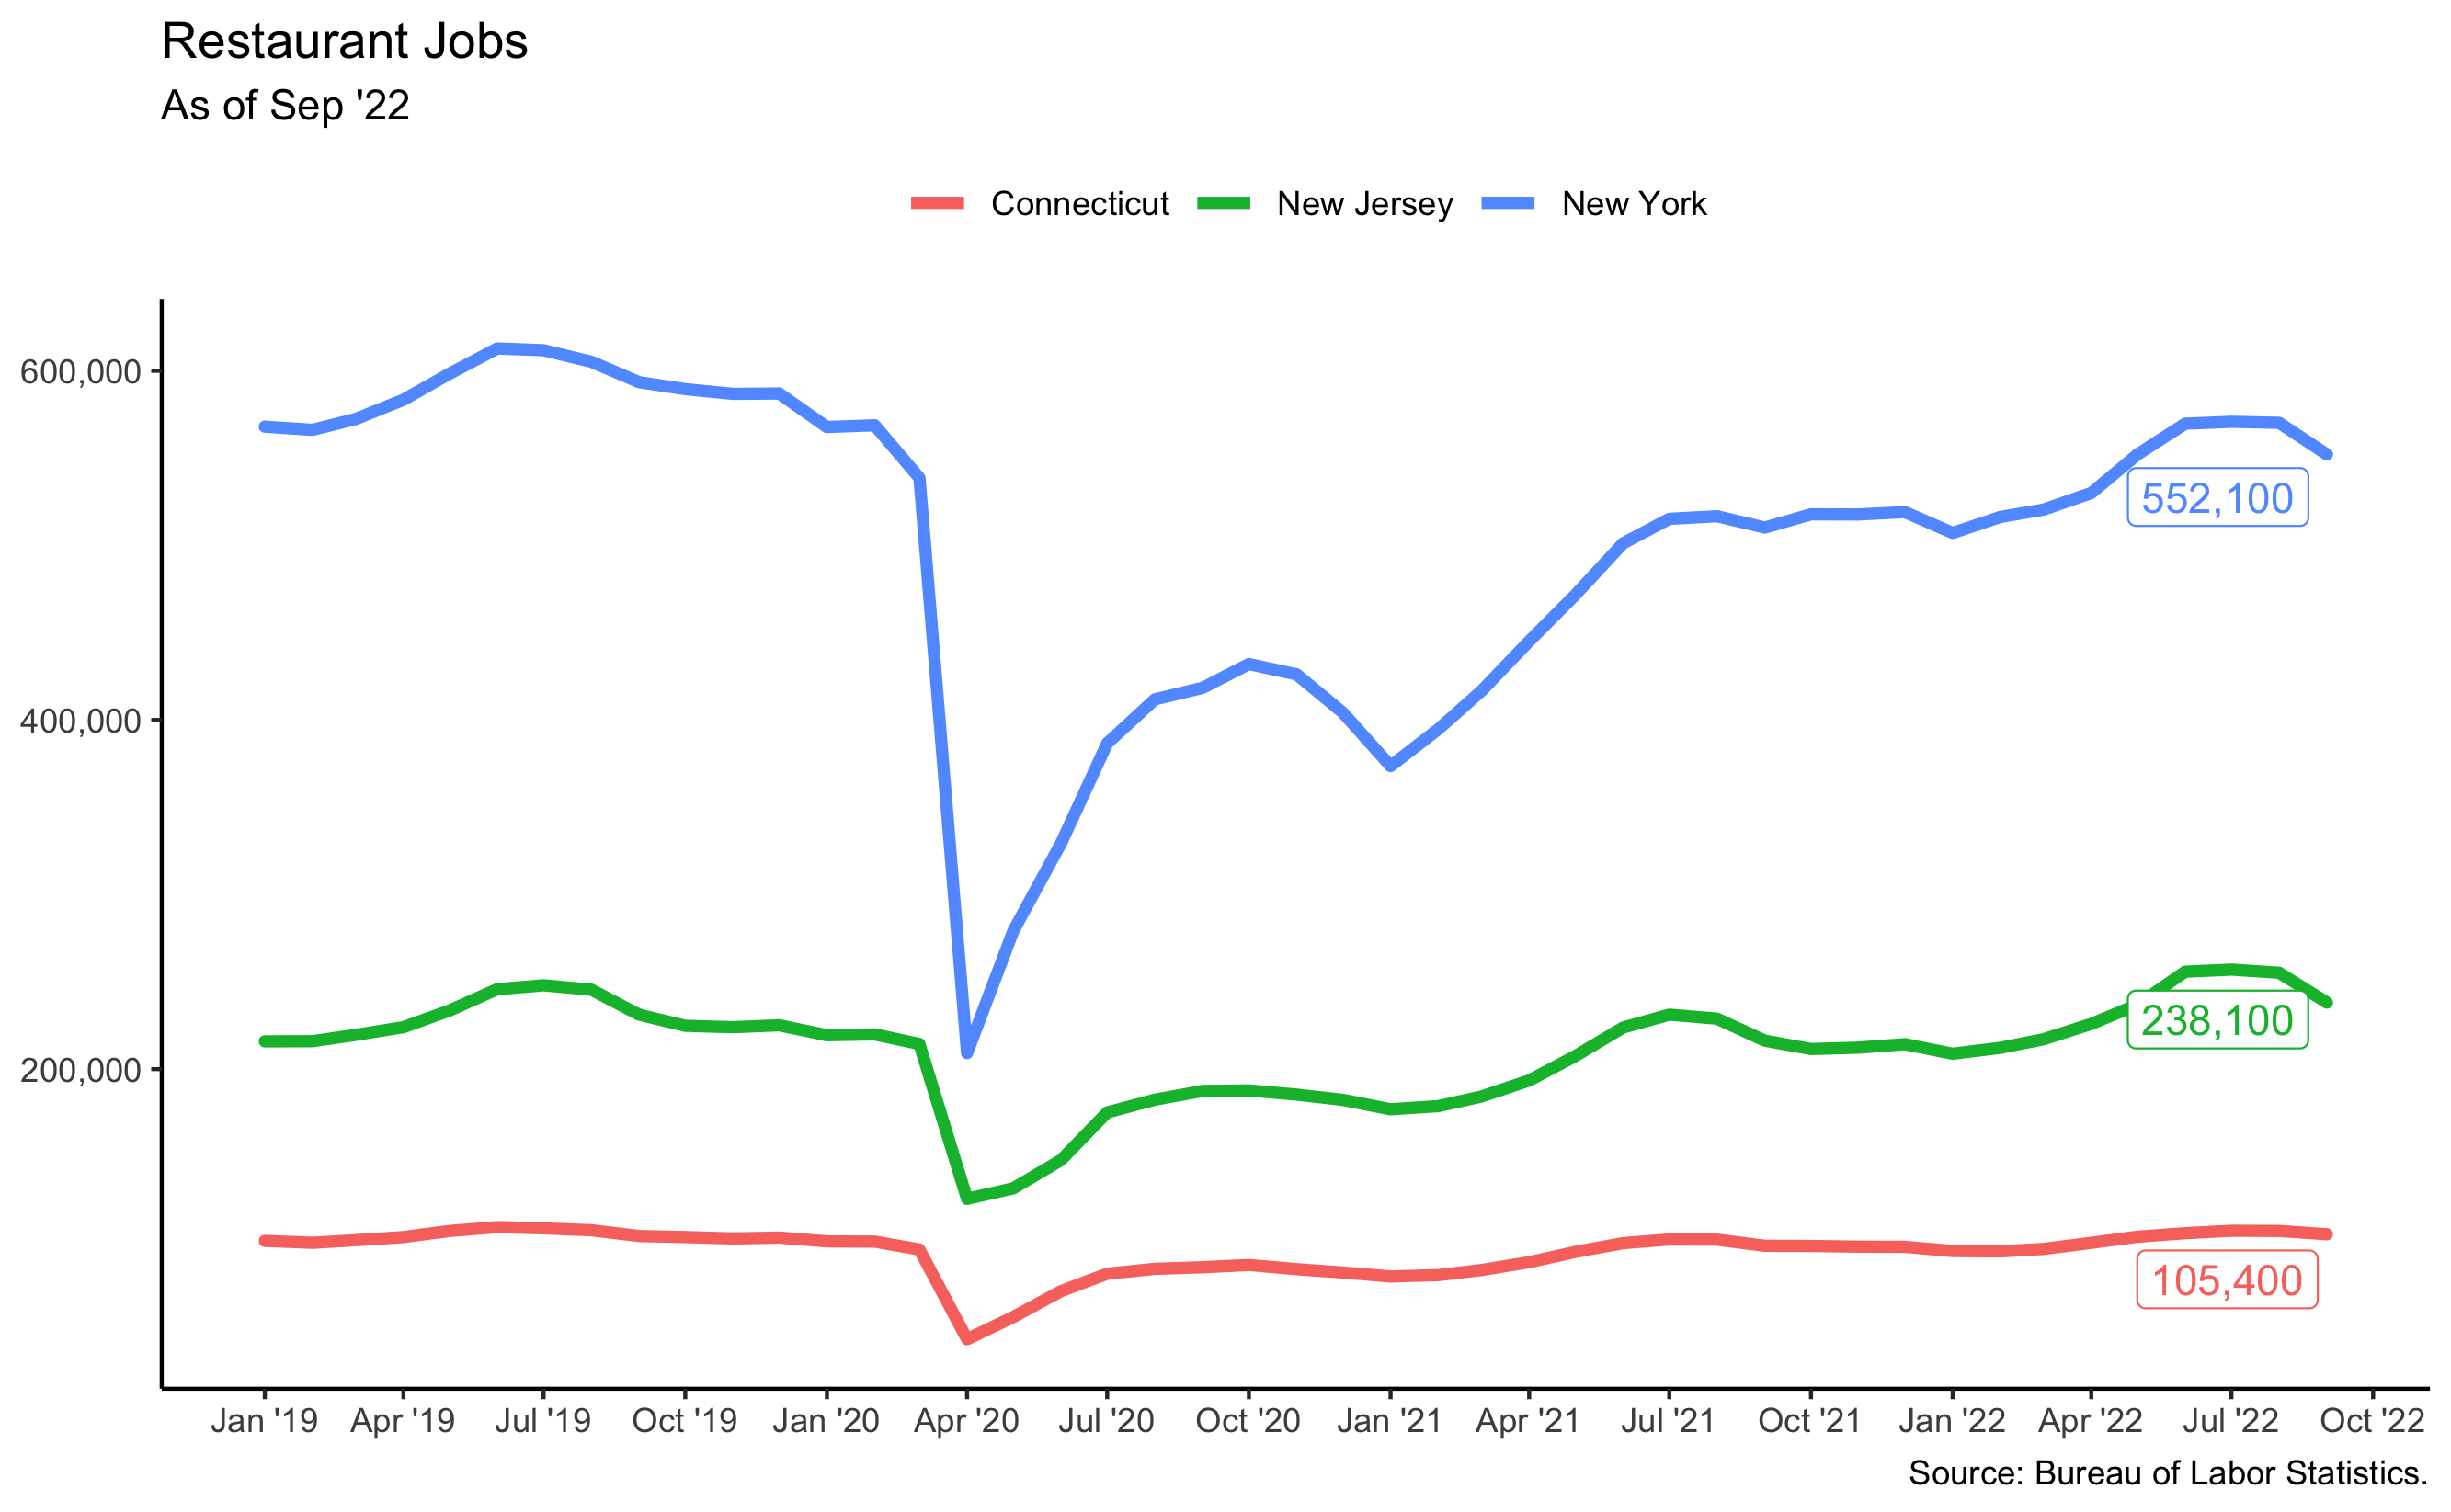 Restaurant Jobs
As of Sep '22
Connecticut New Jersey New York
600,000
400,000
200,000
552,100
238,100
105,400
Jan '19 Apr '19 Jul '19 Oct '19 Jan '20 Apr '20 Jul '20 Oct '20 Jan '21 Apr '21 Jul '21 Oct '21 Jan '22 Apr '22 Jul '22 Oct '22
Source: Bureau of Labor Statistics.